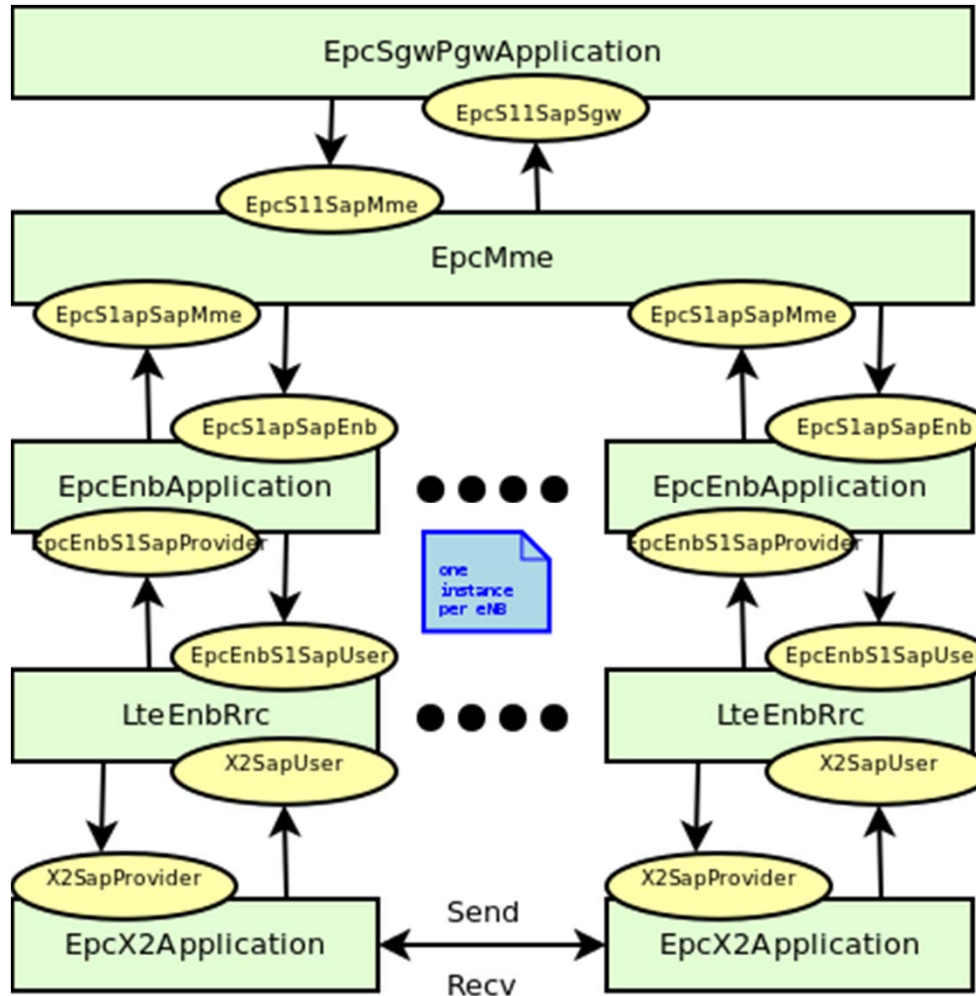 EpcSgwPgwApplication
EpcS11SapSgw
EpcS11SapMme
EpcMme
EpcS1apSapMme
EpcS1apSapMme
EpcS1apSapEnb
EpcS1apSapEnb
EpcEnbApplication
EpcEnbApplication
EpcEnbS1SapProvider
EpcEnbS1SapProvider
one
instance
per eNB
EpcEnbS1SapUser
EpcEnbS1SapUse
LteEnbRrc
LteEnbRrc
X2SapUser
X2SapUser
X2SapProvider
X2SapProvider
Send
EpcX2Application
EpcX2Application
Recv